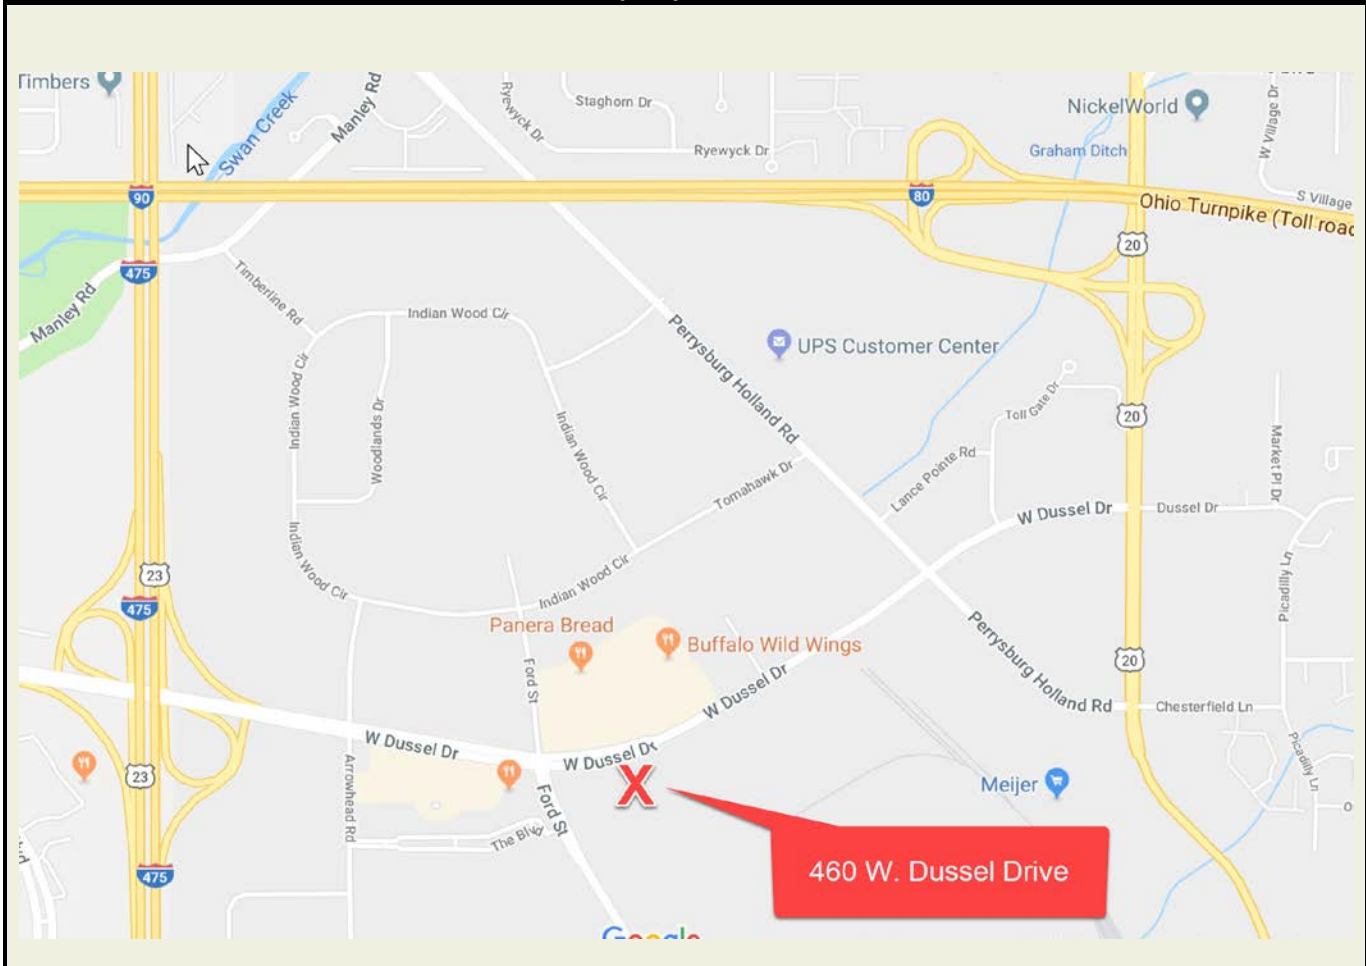 Timbers
Swan Creek
Manley Rd
Ryewyck Dr
Staghorn Dr
Ryewyck Dr
NickelWorld
Graham Ditch
W Village Dr
S Village
90
80
Ohio Turnpike (Toll road
20
475
Manley Rd
Timberline Rd
Indian Wood Cir
Perrysburg Holland Rd
UPS Customer Center
Indian Wood Cir
Woodlands Dr
Indian Wood Cir
Toll Gate Dr
20
Market Pl Dr
Tomahawk Dr
Lance Pointe Rd
W Dussel Dr
Dussel Dr
Indian Wood Cir
23
475
Indian Wood Cir
Picadilly Ln
Panera Bread
Buffalo Wild Wings
Perrysburg Holland Rd
20
Ford St
W Dussel Dr
Chesterfield Ln
W Dussel Dr
W Dussel Dr
Picadilly Ln
23
Arrowhead Rd
Ford St
X
Meijer
The Blvd
475
460 W. Dussel Drive
Google